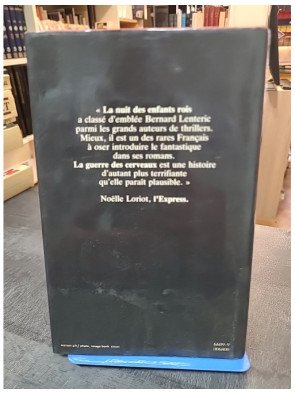 « La nuit des enfants rois
a classé d'emblée Bernard Lenteric
parmi les grands auteurs de thrillers.
Mieux, il est un des rares Français
à oser introduire le fantastique
dans ses romans.
La guerre des cerveaux est une histoire
d'autant plus terrifiante
qu'elle paraît plausible. »
Noëlle Loriot, l'Express.